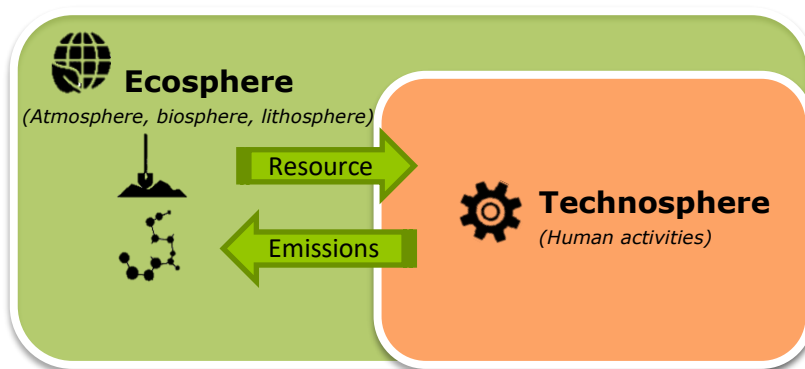 Ecosphere
(Atmosphere, biosphere, lithosphere)
Resource
Emissions
Technosphere
(Human activities)